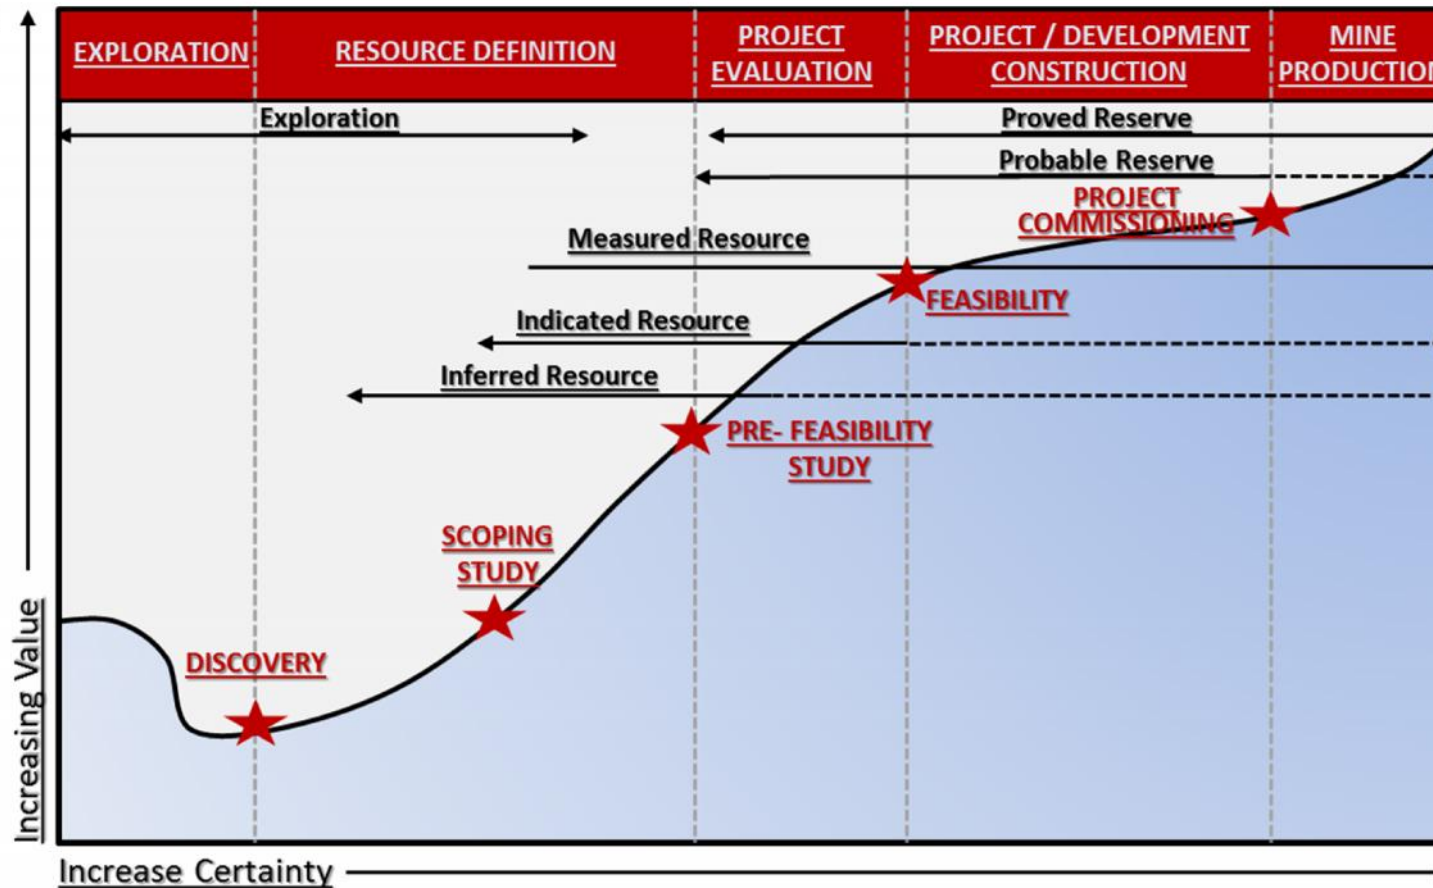 EXPLORATION
RESOURCE DEFINITION
PROJECT
EVALUATION
PROJECT / DEVELOPMENT
CONSTRUCTION
MINE
PRODUCTION
Exploration
Proved Reserve
Probable Reserve
PROJECT
COMMISSIONING
Measured Resource
FEASIBILITY
Indicated Resource
Inferred Resource
PRE- FEASIBILITY
STUDY
SCOPING
STUDY
DISCOVERY
Increasing Value
Increase Certainty